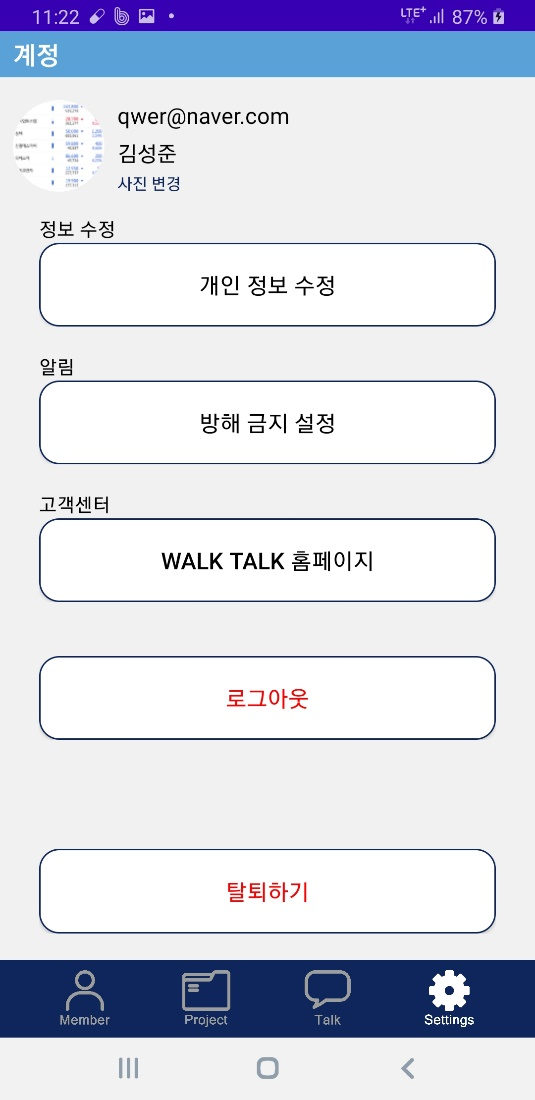 11:22 LTE+ 87%
계정
qwer@naver.com
김성준
사진 변경
정보 수정
개인 정보 수정
알림
방해 금지 설정
고객센터
WALK TALK 홈페이지
로그아웃
탈퇴하기
Member Project Talk Settings